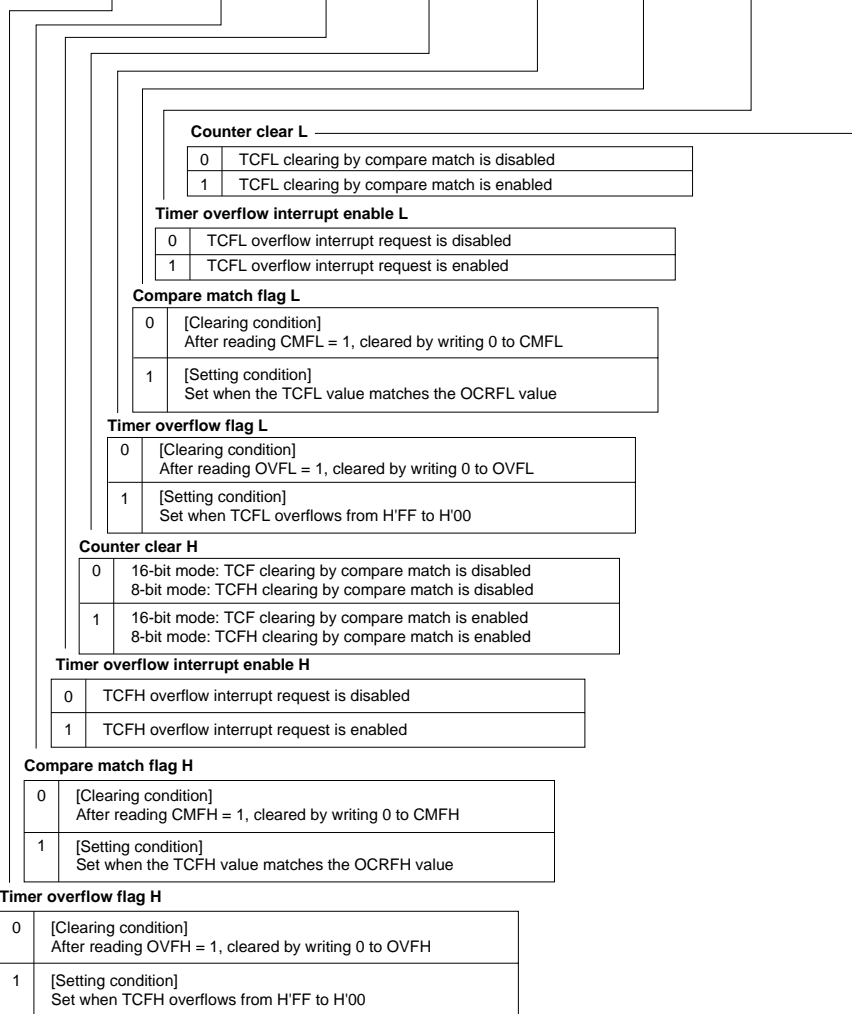 Counter clear L
0 TCFL clearing by compare match is disabled
1 TCFL clearing by compare match is enabled
Timer overflow interrupt enable L
0 TCFL overflow interrupt request is disabled
1 TCFL overflow interrupt request is enabled
Compare match flag L
0 [Clearing condition]
After reading CMFL = 1, cleared by writing 0 to CMFL
1 [Setting condition]
Set when the TCFL value matches the OCRFL value
Timer overflow flag L
0 [Clearing condition]
After reading OVFL = 1, cleared by writing 0 to OVFL
1 [Setting condition]
Set when TCFL overflows from H'FF to H'00
Counter clear H
0 16-bit mode: TCF clearing by compare match is disabled
8-bit mode: TCFH clearing by compare match is disabled
1 16-bit mode: TCF clearing by compare match is enabled
8-bit mode: TCFH clearing by compare match is enabled
Timer overflow interrupt enable H
0 TCFH overflow interrupt request is disabled
1 TCFH overflow interrupt request is enabled
Compare match flag H
0 [Clearing condition]
After reading CMFH = 1, cleared by writing 0 to CMFH
1 [Setting condition]
Set when the TCFH value matches the OCRFH value
Timer overflow flag H
0 [Clearing condition]
After reading OVFH = 1, cleared by writing 0 to OVFH
1 [Setting condition]
Set when TCFH overflows from H'FF to H'00